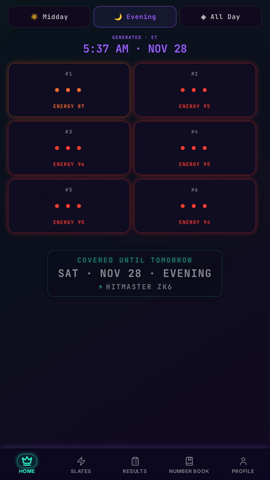 Midday
Evening
All Day
GENERATED · ET
5:37 AM · NOV 28
#1
ENERGY 87
#2
ENERGY 95
#3
ENERGY 96
#4
ENERGY 95
#5
ENERGY 95
#6
ENERGY 94
COVERED UNTIL TOMORROW
SAT · NOV 28 · EVENING
HITMASTER ZK6
HOME
SLATES
RESULTS
NUMBER BOOK
PROFILE